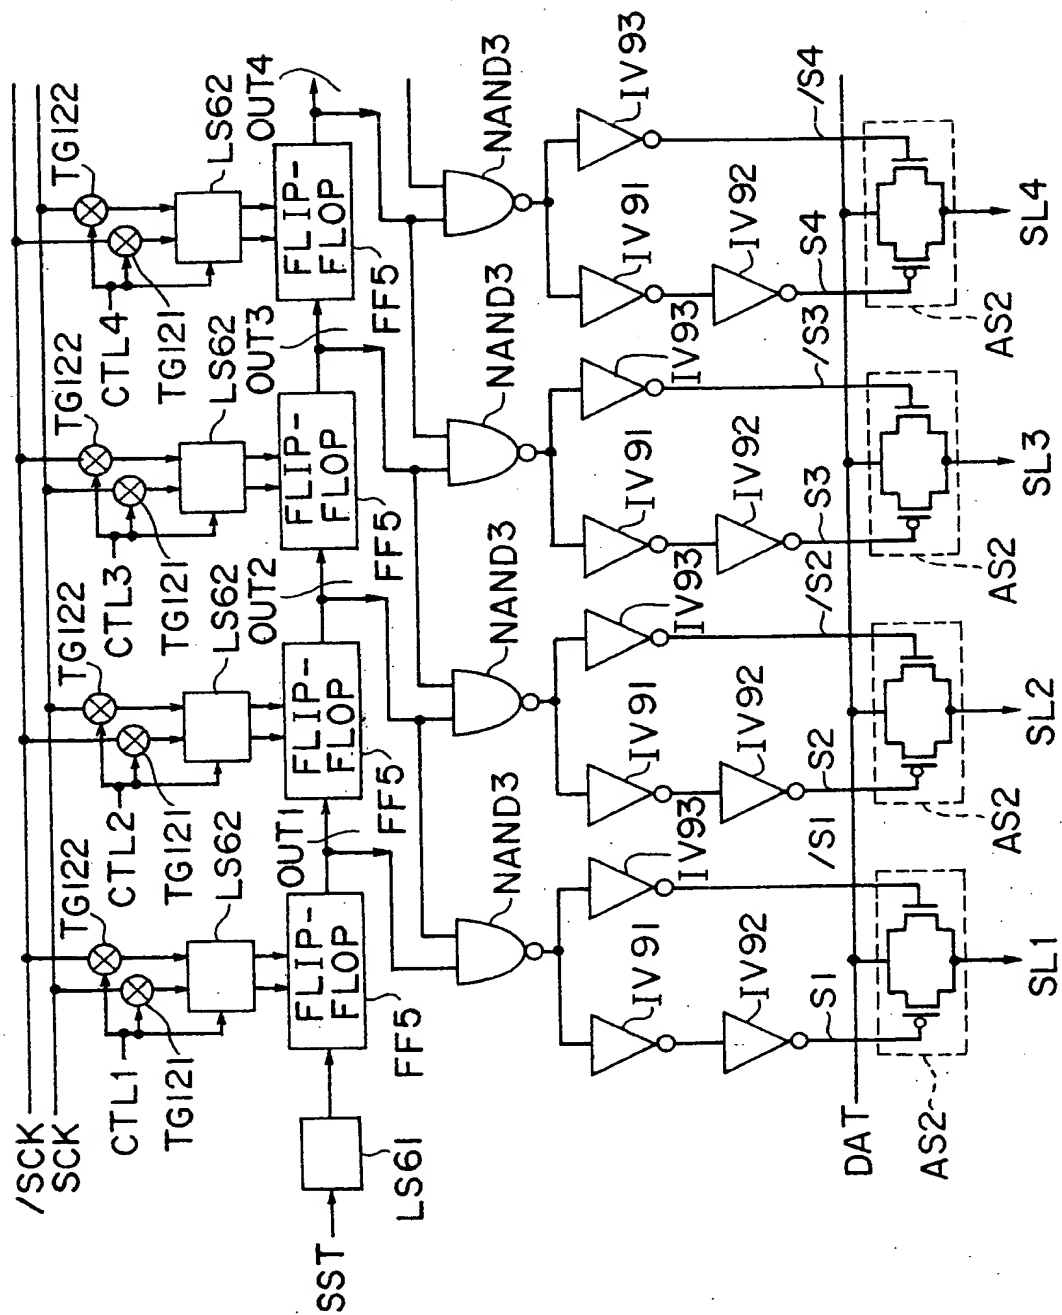 /SCK
SCK
CTL1
TG121
TG122
LS62
CTL2
TG121
TG122
LS62
CTL3
TG121
TG122
LS62
CTL4
TG121
TG122
LS62
SST
LS61
FLIP-
FLOP
FF5
OUT1
FLIP-
FLOP
FF5
OUT2
FLIP-
FLOP
FF5
OUT3
FLIP-
FLOP
FF5
OUT4
NAND3
NAND3
NAND3
NAND3
IV91
IV93
IV91
IV93
IV91
IV93
IV91
IV93
IV92
IV92
IV92
IV92
S1
/S1
S2
/S2
S3
/S3
S4
/S4
DAT
AS2
AS2
AS2
AS2
SL1
SL2
SL3
SL4